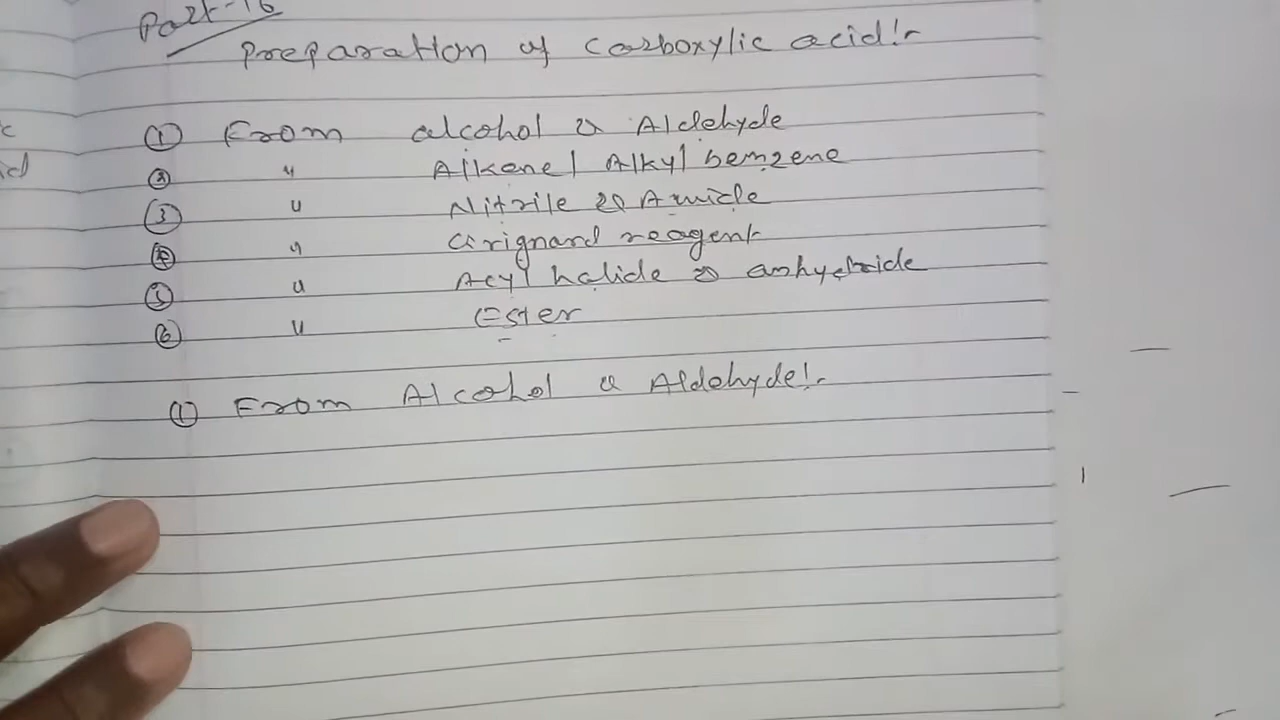 Part-16
Preparation of carboxylic acid:-
① From alcohol & Aldehyde
② " Alkene/ Alkyl benzene
③ " Nitrile & Amide
④ " Grignard reagent
⑤ " Acyl halide & anhydride
⑥ " Ester
① From Alcohol & Aldehyde:-